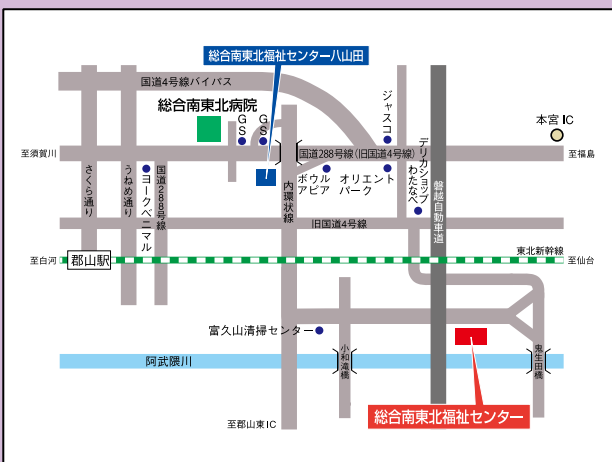 総合南東北福祉センター八山田
国道4号線バイパス
総合南東北病院
GS
GS
ジャスコ
本宮IC
至須賀川
国道288号線(旧国道4号線)
至福島
さくら通り
うねめ通り
ヨークベニマル
国道288号線
内環状線
ボウル
アピア
オリエント
パーク
デリカショップ
わたなべ
磐越自動車道
旧国道4号線
東北新幹線
至白河
郡山駅
至仙台
富久山清掃センター
小和滝橋
鬼生田橋
阿武隈川
至郡山東IC
総合南東北福祉センター